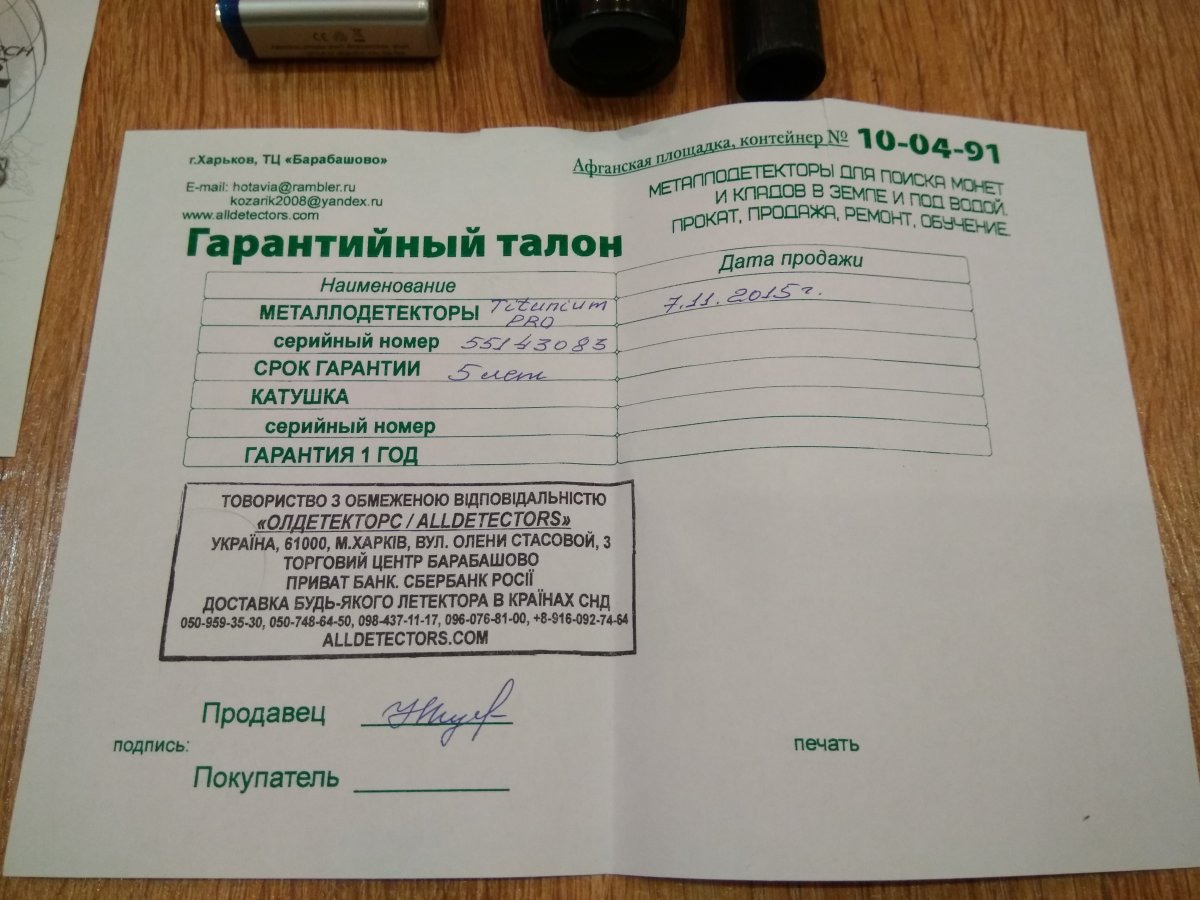 г.Харьков, ТЦ «Барабашово»
E-mail: hotavia@rambler.ru
kozarik2008@yandex.ru
www.alldetectors.com
Афганская площадка, контейнер № 10-04-91
МЕТАЛЛОДЕТЕКТОРЫ ДЛЯ ПОИСКА МОНЕТ
И КЛАДОВ В ЗЕМЛЕ И ПОД ВОДОЙ.
ПРОКАТ, ПРОДАЖА, РЕМОНТ, ОБУЧЕНИЕ.
Гарантийный талон
Наименование Дата продажи
МЕТАЛЛОДЕТЕКТОРЫ Titunium 7.11.2015г.
PRO
серийный номер 55143083
СРОК ГАРАНТИИ 5 лет
КАТУШКА
серийный номер
ГАРАНТИЯ 1 ГОД
ТОВОРИСТВО З ОБМЕЖЕНОЮ ВІДПОВІДАЛЬНІСТЮ
«ОЛДЕТЕКТОРС / ALLDETECTORS»
УКРАЇНА, 61000, М.ХАРКІВ, ВУЛ. ОЛЕНИ СТАСОВОЙ, 3
ТОРГОВИЙ ЦЕНТР БАРАБАШОВО
ПРИВАТ БАНК. СБЕРБАНК РОСІЇ
ДОСТАВКА БУДЬ-ЯКОГО ЛЕТЕКТОРА В КРАЇНАХ СНД
050-959-35-30, 050-748-64-50, 098-437-11-17, 096-076-81-00, +8-916-092-74-64
ALLDETECTORS.COM
Продавец
подпись:
Покупатель
печать